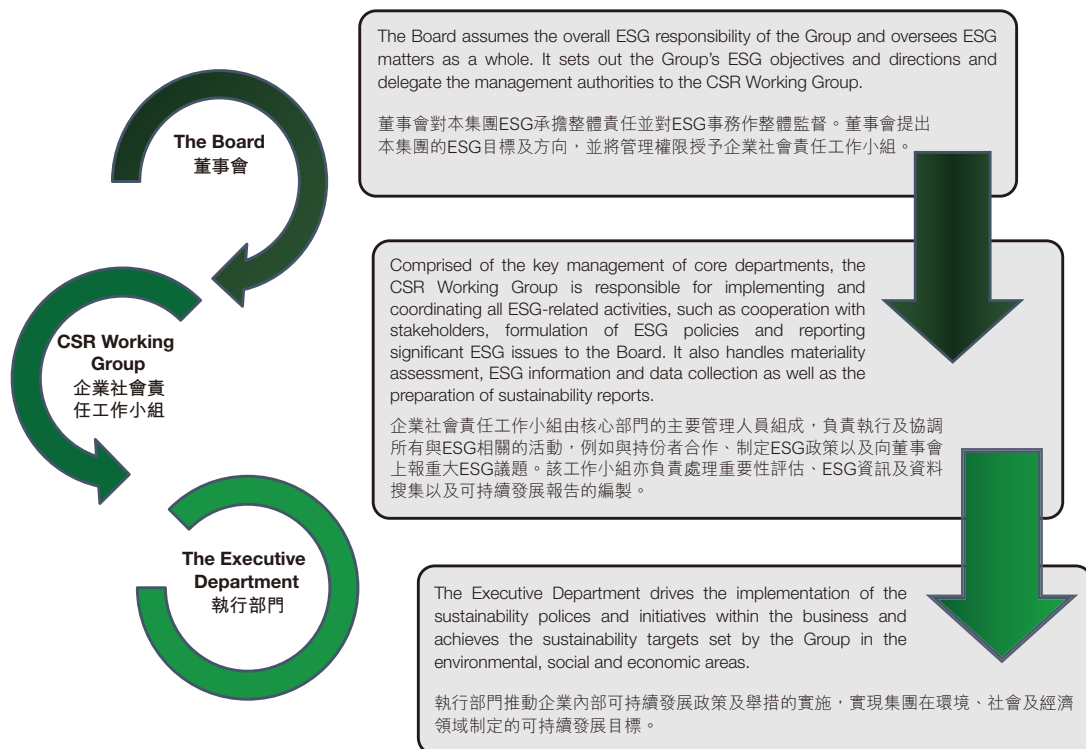 The Board
董事會
The Board assumes the overall ESG responsibility of the Group and oversees ESG
matters as a whole. It sets out the Group's ESG objectives and directions and
delegate the management authorities to the CSR Working Group.
董事會對本集團ESG承擔整體責任並對ESG事務作整體監督。董事會提出
本集團的ESG目標及方向，並將管理權限授予企業社會責任工作小組。
CSR Working
Group
企業社會責
任工作小組
Comprised of the key management of core departments, the
CSR Working Group is responsible for implementing and
coordinating all ESG-related activities, such as cooperation with
stakeholders, formulation of ESG policies and reporting
significant ESG issues to the Board. It also handles materiality
assessment, ESG information and data collection as well as the
preparation of sustainability reports.
企業社會責任工作小組由核心部門的主要管理人員組成，負責執行及協調
所有與ESG相關的活動，例如與持份者合作、制定ESG政策以及向董事會
上報重大ESG議題。該工作小組亦負責處理重要性評估、ESG資訊及資料
搜集以及可持續發展報告的編製。
The Executive
Department
執行部門
The Executive Department drives the implementation of the
sustainability polices and initiatives within the business and
achieves the sustainability targets set by the Group in the
environmental, social and economic areas.
執行部門推動企業內部可持續發展政策及舉措的實施，實現集團在環境、社會及經濟
領域制定的可持續發展目標。